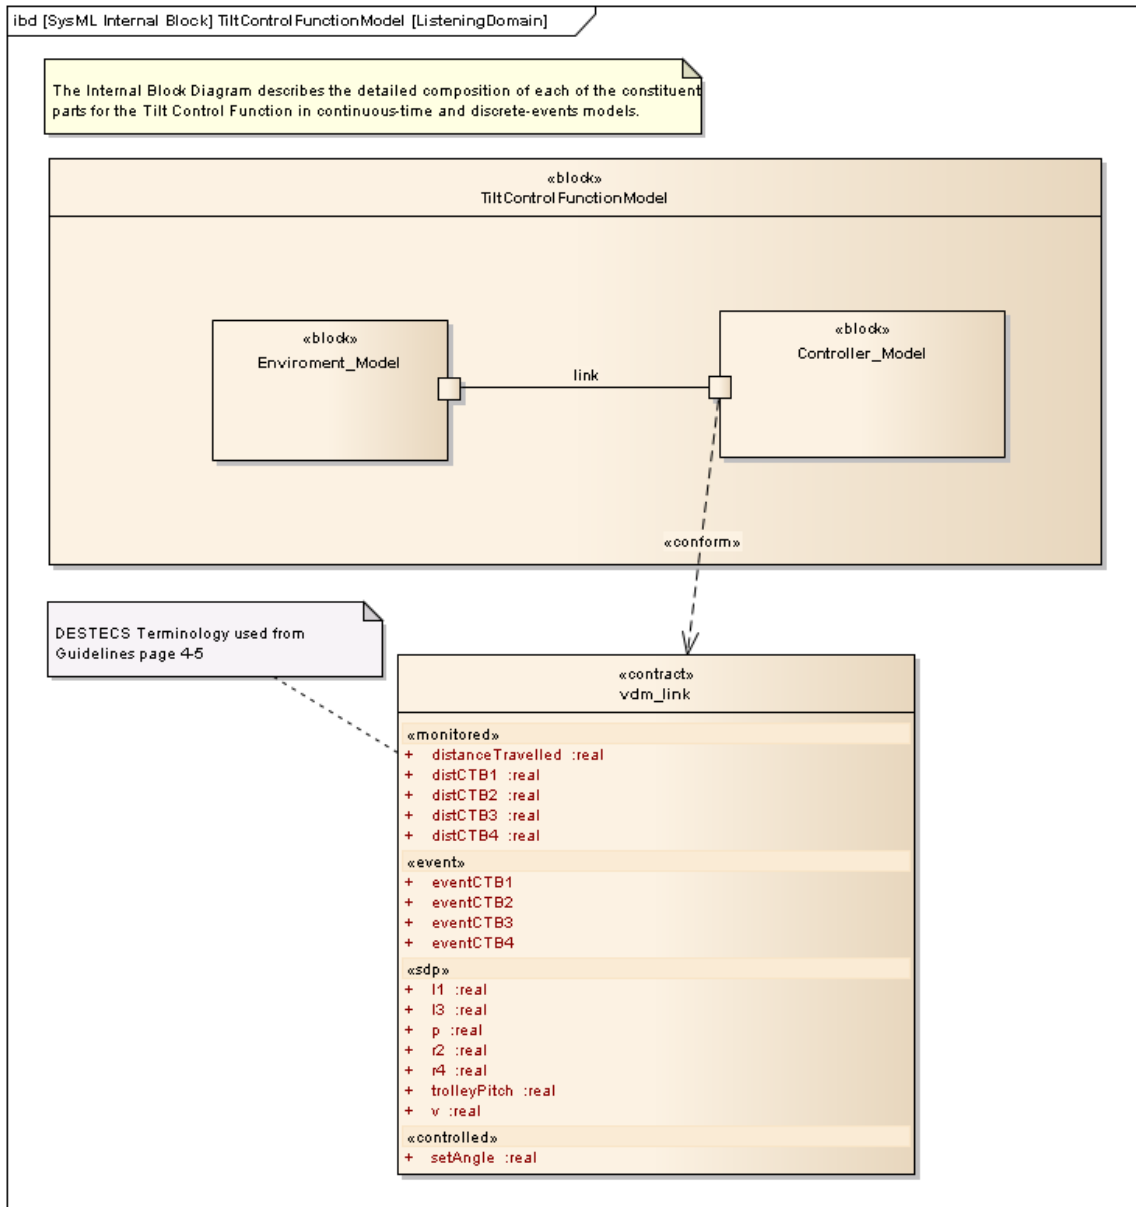 ibd [SysML Internal Block] TiltControlFunctionModel [ListeningDomain]
The Internal Block Diagram describes the detailed composition of each of the constituent
parts for the Tilt Control Function in continuous-time and discrete-events models.
«block»
TiltControlFunctionModel
«block»
Enviroment_Model
link
«block»
Controller_Model
«conform»
DESTECS Terminology used from
Guidelines page 4-5
«contract»
vdm_link
«monitored»
+ distanceTravelled :real
+ distCTB1 :real
+ distCTB2 :real
+ distCTB3 :real
+ distCTB4 :real
«event»
+ eventCTB1
+ eventCTB2
+ eventCTB3
+ eventCTB4
«sdp»
+ l1 :real
+ l3 :real
+ p :real
+ r2 :real
+ r4 :real
+ trolleyPitch :real
+ v :real
«controlled»
+ setAngle :real